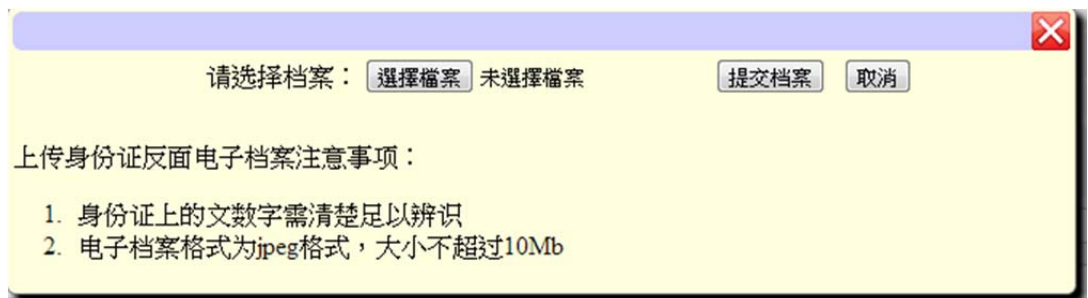 请选择档案： 選擇檔案 未選擇檔案 提交档案 取消
上传身份证反面电子档案注意事项：
1. 身份证上的文数字需清楚足以辨识
2. 电子档案格式为jpeg格式，大小不超过10Mb